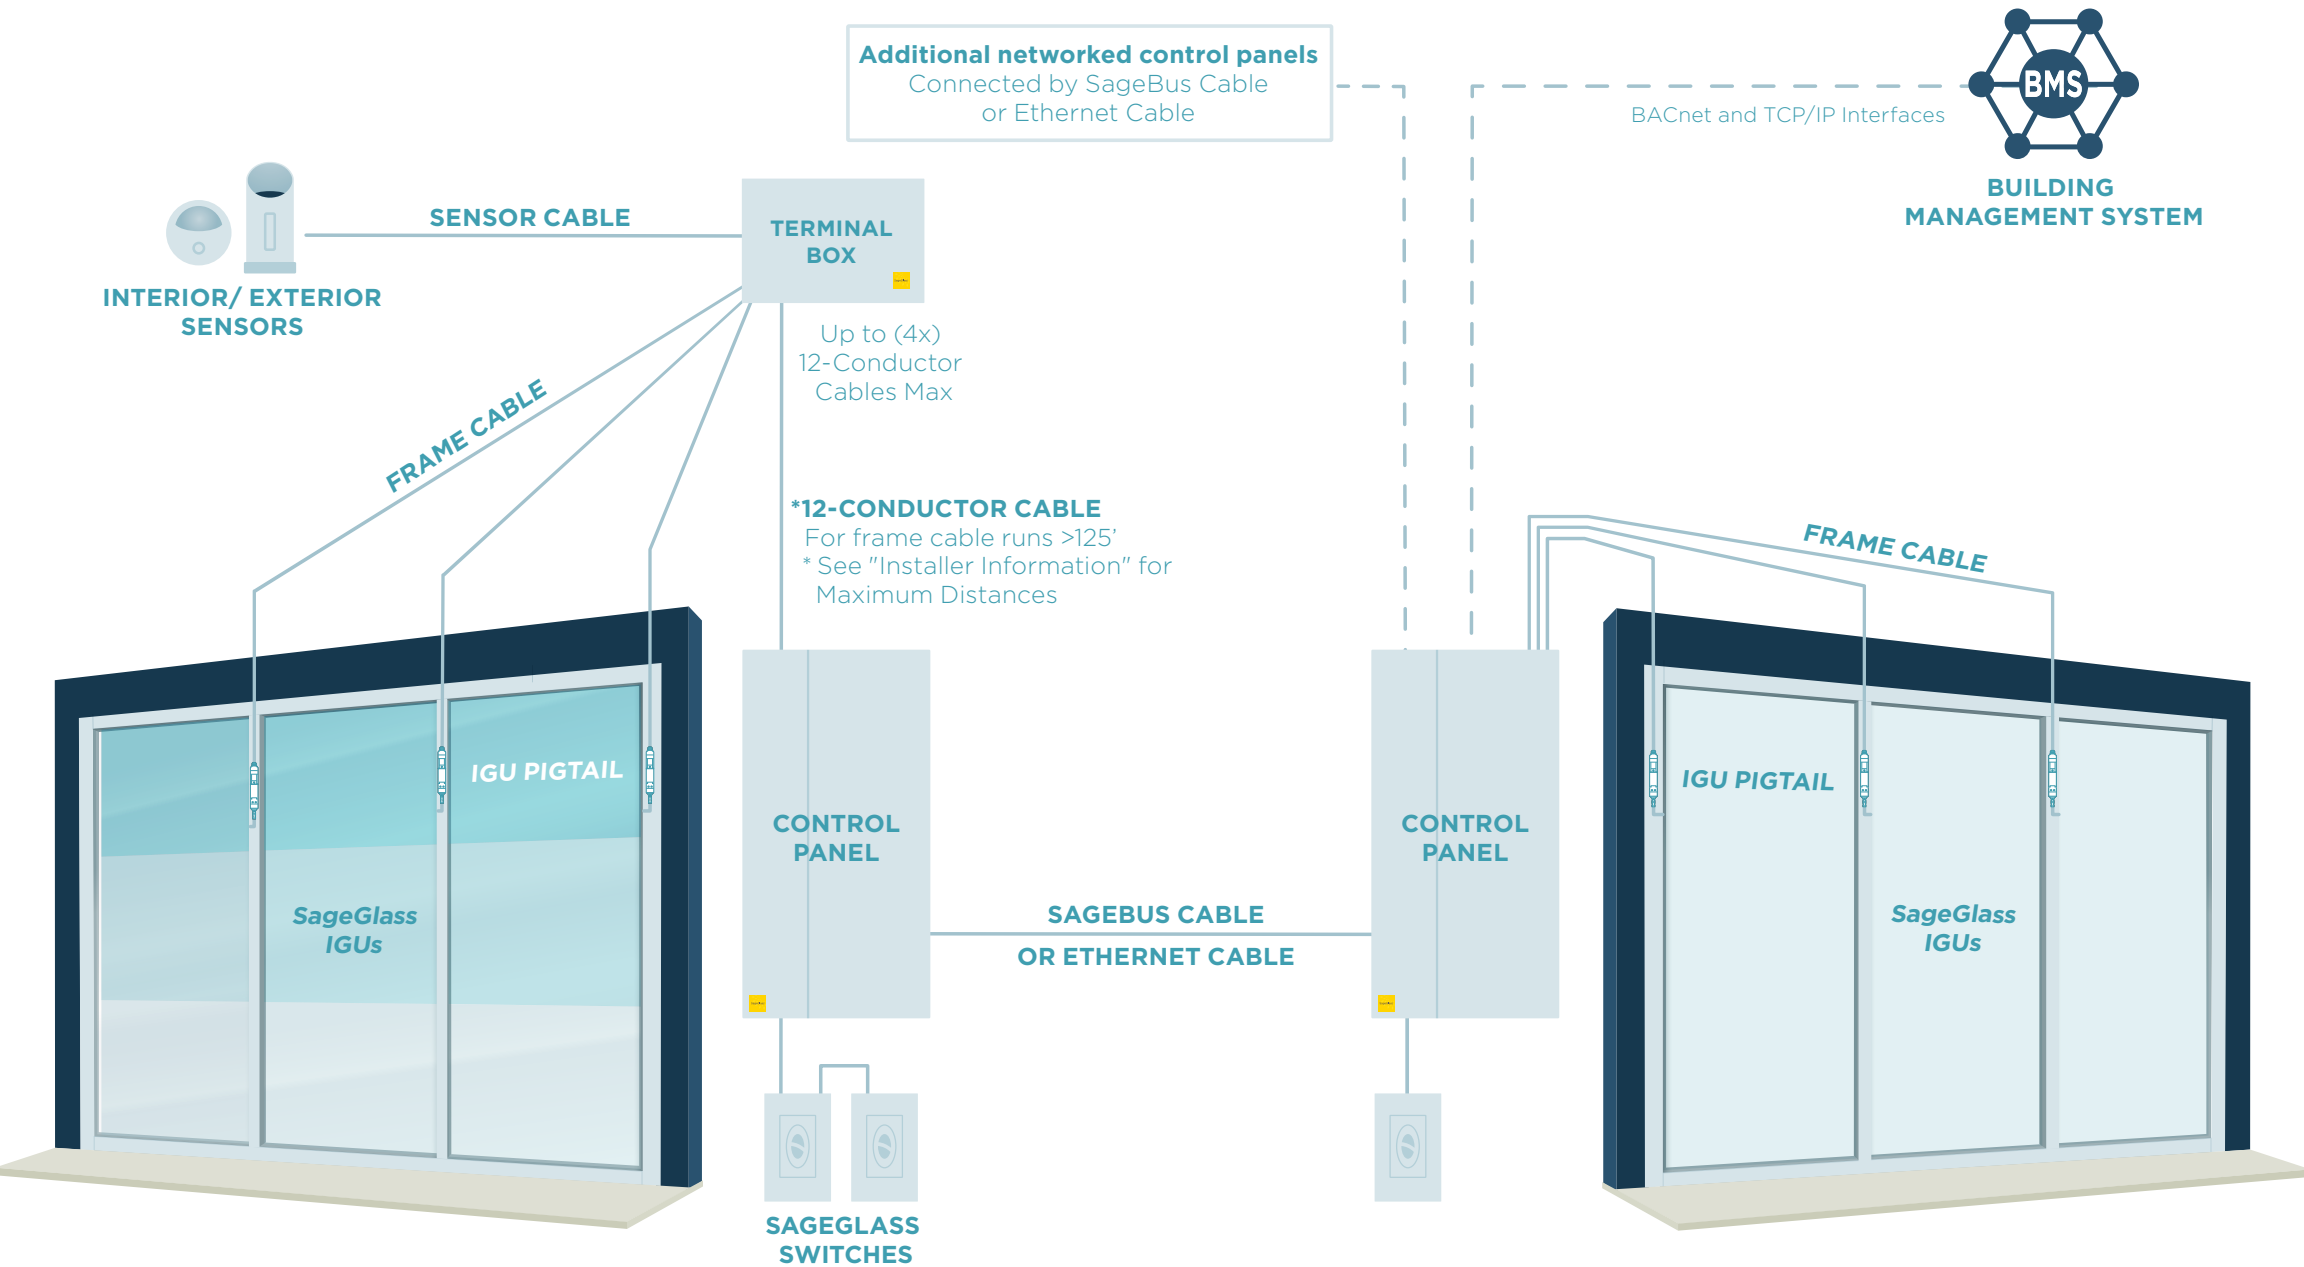 Additional networked control panels
Connected by SageBus Cable
or Ethernet Cable
BMS
BACnet and TCP/IP Interfaces
BUILDING
MANAGEMENT SYSTEM
SENSOR CABLE
TERMINAL
BOX
INTERIOR/ EXTERIOR
SENSORS
Up to (4x)
12-Conductor
Cables Max
FRAME CABLE
*12-CONDUCTOR CABLE
For frame cable runs >125’
* See "Installer Information" for
Maximum Distances
FRAME CABLE
IGU PIGTAIL
IGU PIGTAIL
CONTROL
PANEL
CONTROL
PANEL
SageGlass
IGUs
SAGEBUS CABLE
OR ETHERNET CABLE
SageGlass
IGUs
SAGEGLASS
SWITCHES